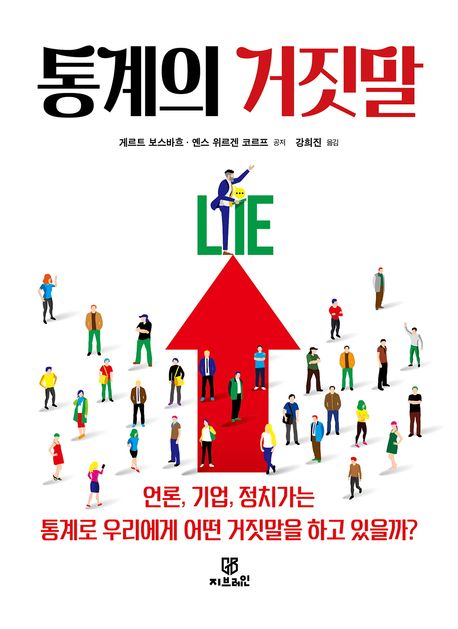 통계의 거짓말
게르트 보스바흐 · 옌스 위르겐 코르프 공저 강희진 옮김
LIE
언론, 기업, 정치가는
통계로 우리에게 어떤 거짓말을 하고 있을까?
GB
지브레인